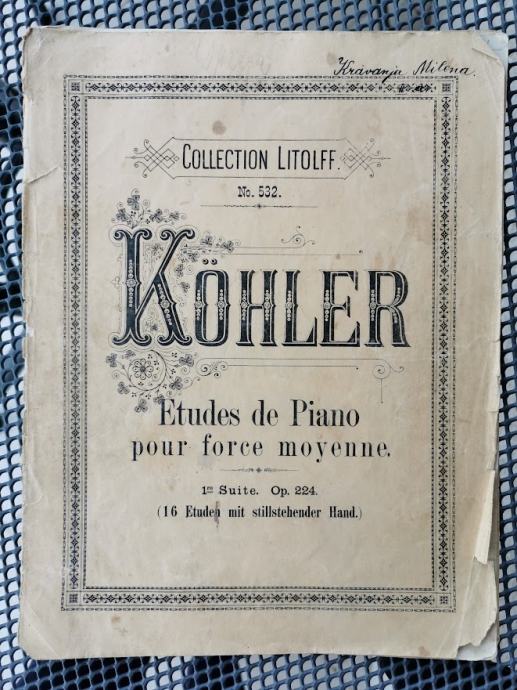 Kravanja Milena.
COLLECTION LITOLFF.
No. 532.
KÖHLER
Etudes de Piano
pour force moyenne.
1re Suite. Op. 224.
(16 Etuden mit stillstehender Hand.)